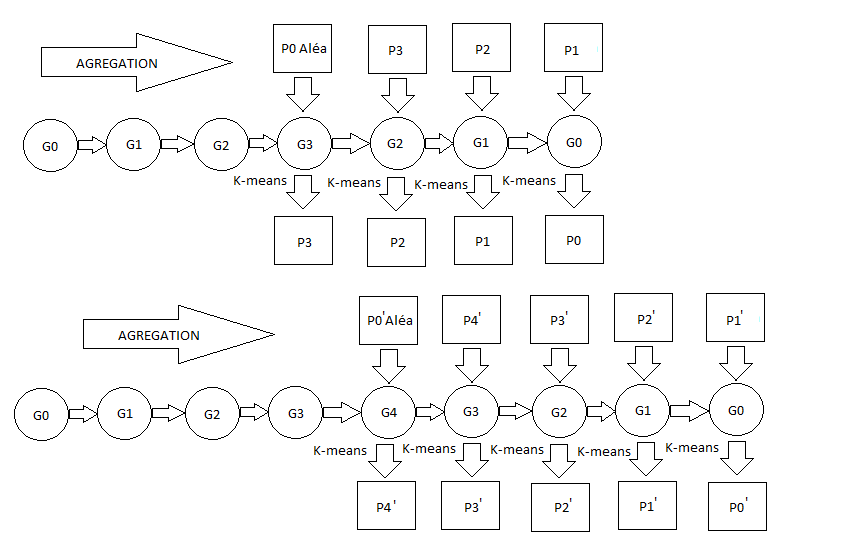 P0 Aléa P3 P2 P1
AGREGATION
G0 G1 G2 G3 G2 G1 G0
K-means K-means K-means K-means
P3 P2 P1 P0
P0'Aléa P4' P3' P2' P1'
AGREGATION
G0 G1 G2 G3 G4 G3 G2 G1 G0
K-means K-means K-means K-means K-means
P4' P3' P2' P1' P0'